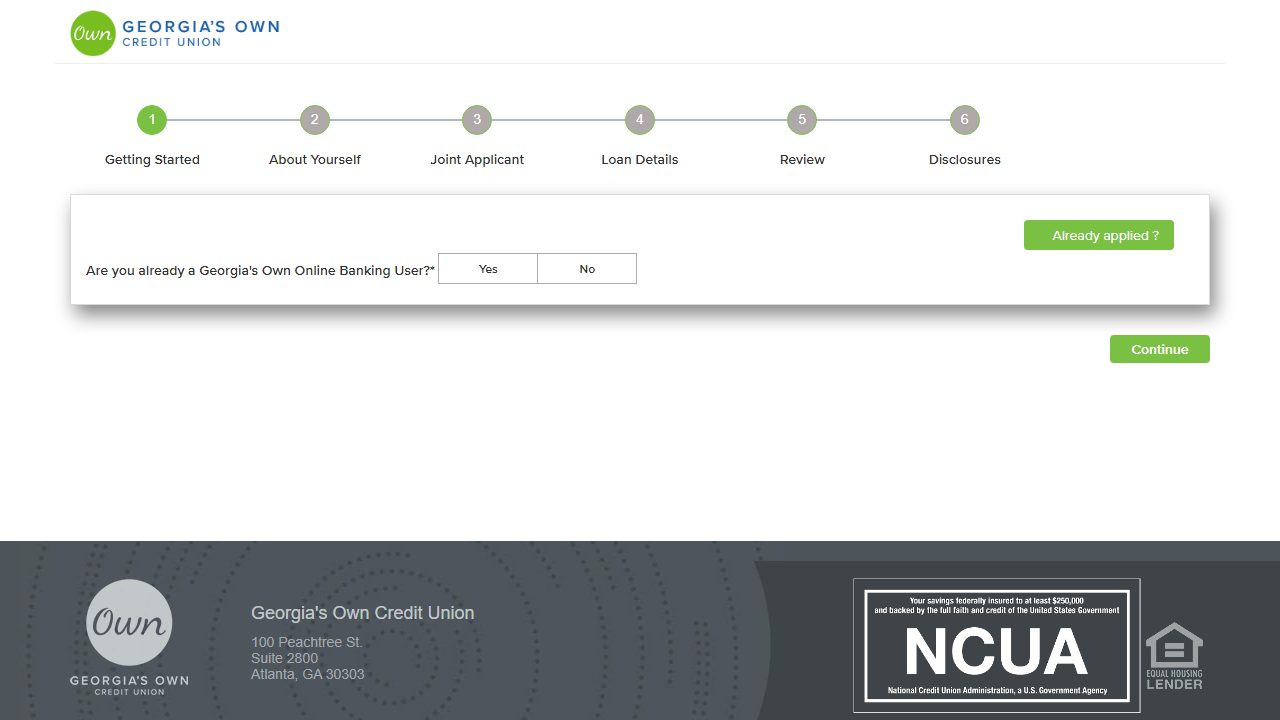 Own
GEORGIA'S OWN
CREDIT UNION
1
2
3
4
5
6
Getting Started
About Yourself
Joint Applicant
Loan Details
Review
Disclosures
Already applied ?
Are you already a Georgia's Own Online Banking User?*
Yes
No
Continue
Own
GEORGIA'S OWN
CREDIT UNION
Georgia's Own Credit Union
100 Peachtree St.
Suite 2800
Atlanta, GA 30303
Your savings federally insured to at least $250,000
and backed by the full faith and credit of the United States Government
NCUA
National Credit Union Administration, a U.S. Government Agency
EQUAL HOUSING
LENDER